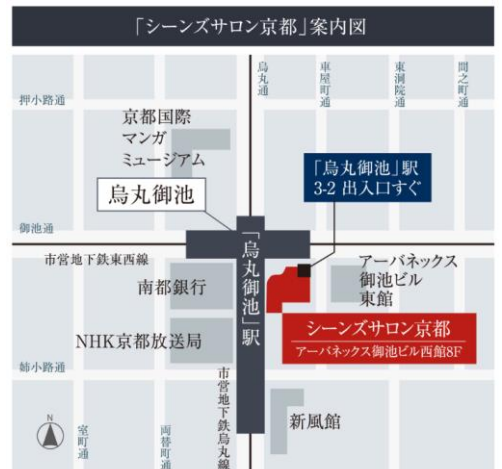 「シーンズサロン京都」案内図
烏丸通
車屋町通
東洞院通
間之町通
押小路通
京都国際
マンガ
ミュージアム
「烏丸御池」駅
3-2 出入口すぐ
烏丸御池
御池通
市営地下鉄東西線
「烏丸御池」駅
アーバネックス
御池ビル
東館
南都銀行
シーンズサロン京都
アーバネックス御池ビル西館8F
NHK京都放送局
姉小路通
市営地下鉄烏丸線
新風館
N
室町通
両替町通